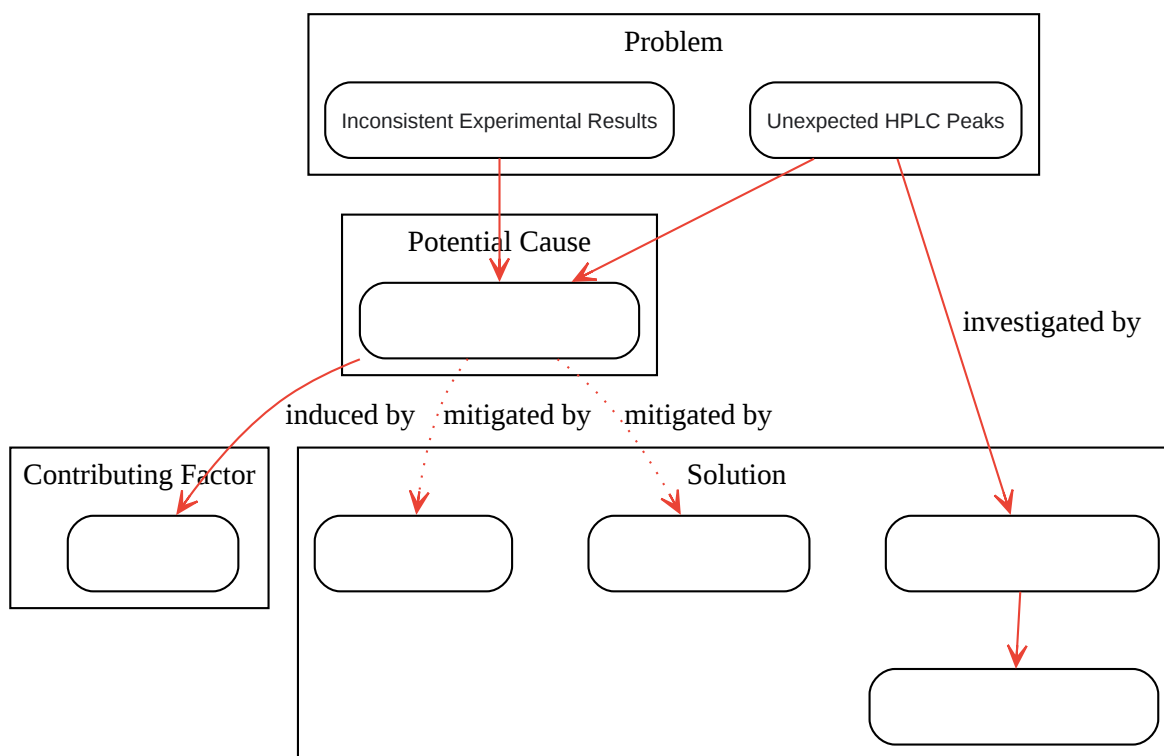 Problem
Inconsistent Experimental Results
Unexpected HPLC Peaks
Potential Cause
investigated by
induced by
mitigated by
mitigated by
Contributing Factor
Solution